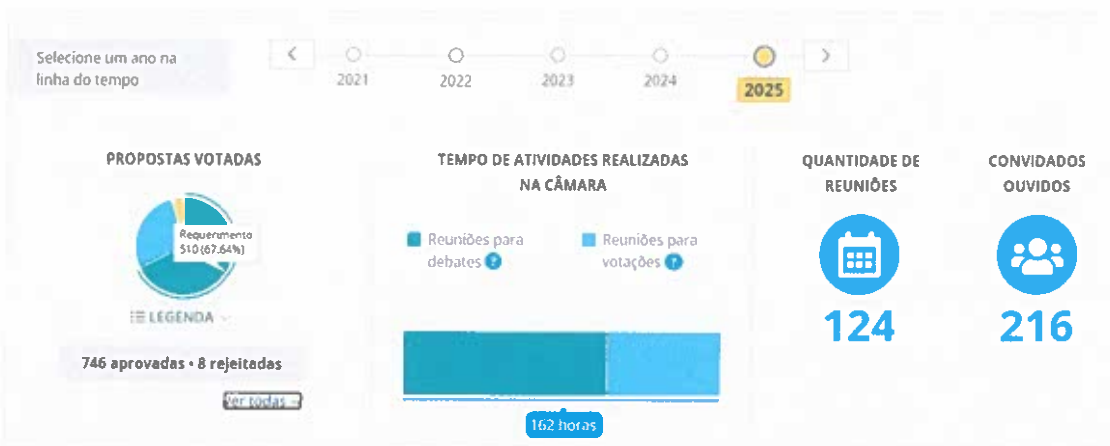 Selecione um ano na
linha do tempo
2021
2022
2023
2024
2025
PROPOSTAS VOTADAS
Requerimento
510 (67.64%)
LEGENDA
746 aprovadas • 8 rejeitadas
Ver todas
TEMPO DE ATIVIDADES REALIZADAS
NA CÂMARA
Reuniões para
debates ?
Reuniões para
votações ?
162 horas
QUANTIDADE DE
REUNIÕES
124
CONVIDADOS
OUVIDOS
216